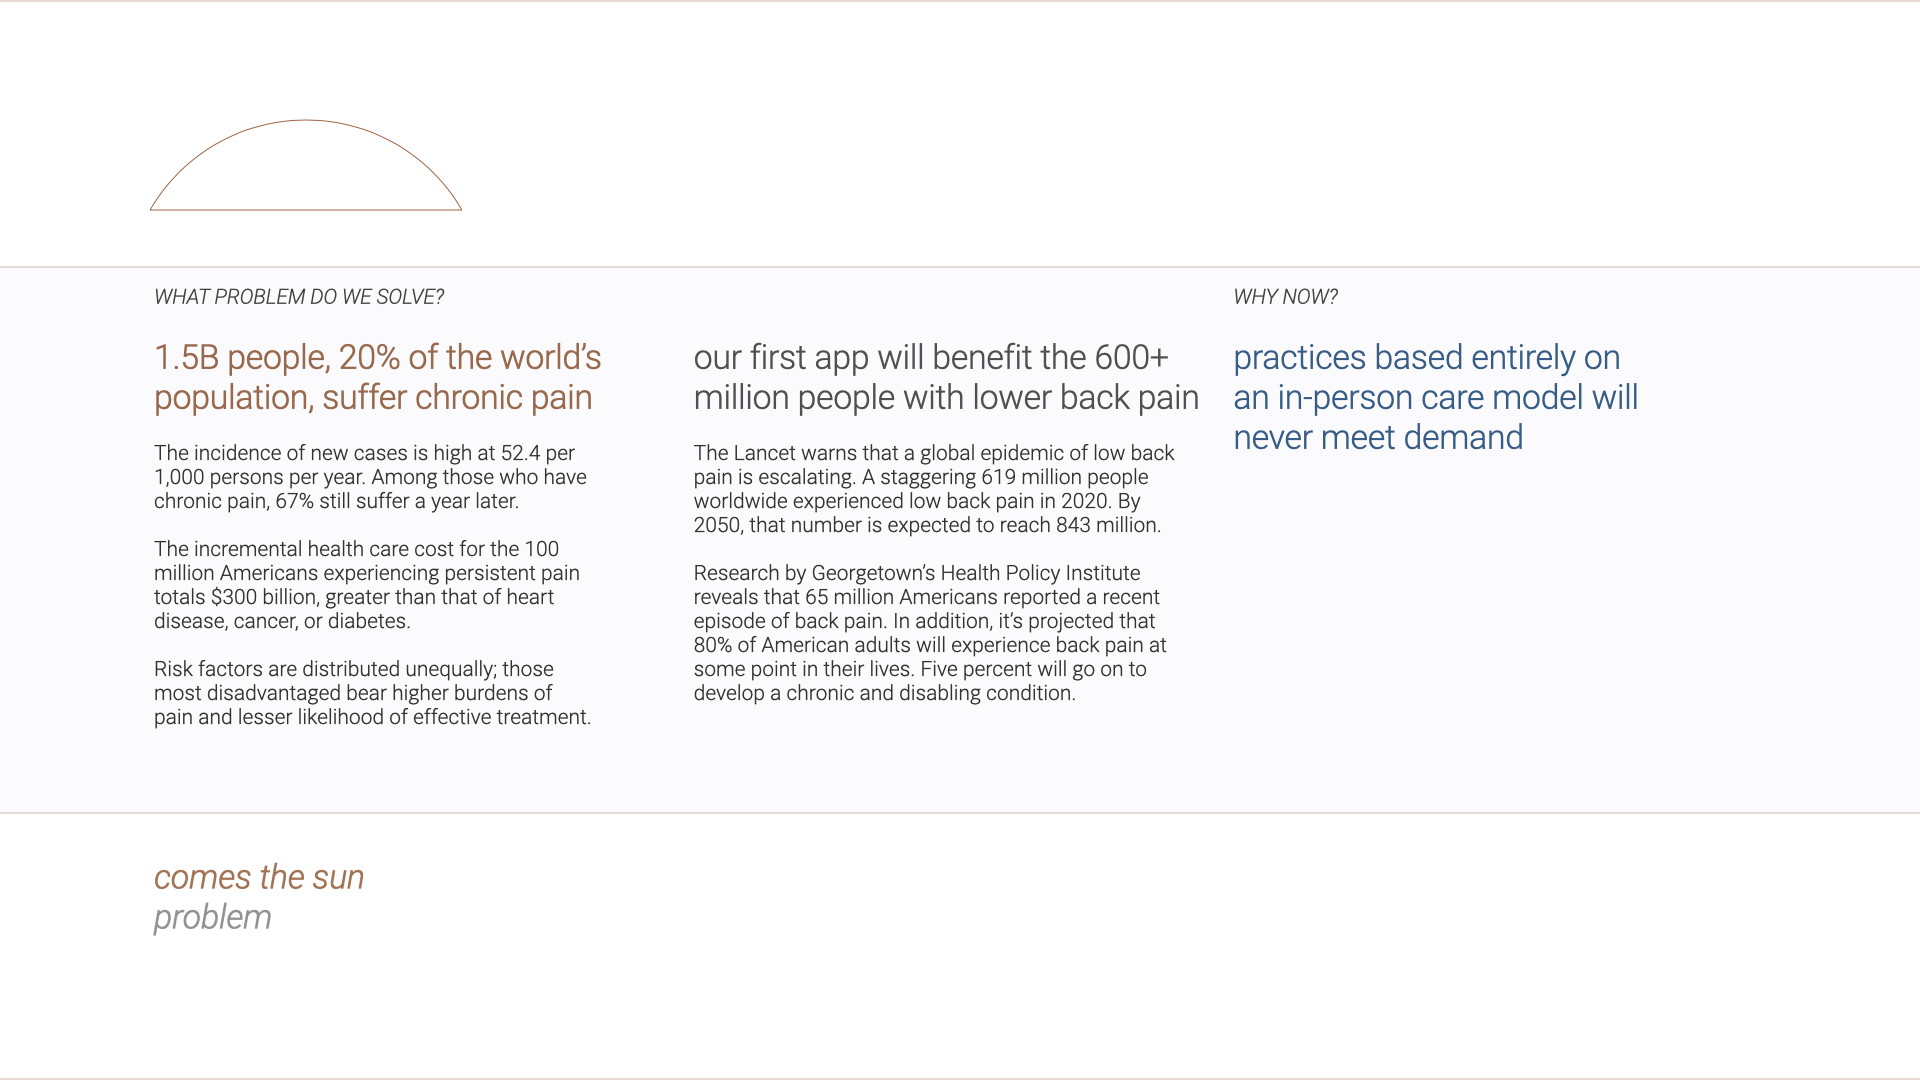 WHAT PROBLEM DO WE SOLVE?
1.5B people, 20% of the world’s
population, suffer chronic pain
The incidence of new cases is high at 52.4 per
1,000 persons per year. Among those who have
chronic pain, 67% still suffer a year later.
The incremental health care cost for the 100
million Americans experiencing persistent pain
totals $300 billion, greater than that of heart
disease, cancer, or diabetes.
Risk factors are distributed unequally; those
most disadvantaged bear higher burdens of
pain and lesser likelihood of effective treatment.
our first app will benefit the 600+
million people with lower back pain
The Lancet warns that a global epidemic of low back
pain is escalating. A staggering 619 million people
worldwide experienced low back pain in 2020. By
2050, that number is expected to reach 843 million.
Research by Georgetown’s Health Policy Institute
reveals that 65 million Americans reported a recent
episode of back pain. In addition, it’s projected that
80% of American adults will experience back pain at
some point in their lives. Five percent will go on to
develop a chronic and disabling condition.
WHY NOW?
practices based entirely on
an in-person care model will
never meet demand
comes the sun
problem